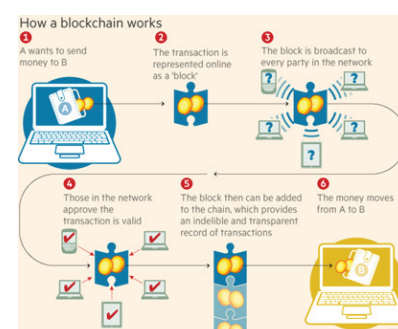 How a blockchain works
1
A wants to send
money to B
2
The transaction is
represented online
as a 'block'
3
The block is broadcast to
every party in the network
A
?
?
?
?
?
4
Those in the network
approve the
transaction is valid
5
The block then can be added
to the chain, which provides
an indelible and transparent
record of transactions
6
The money moves
from A to B
B